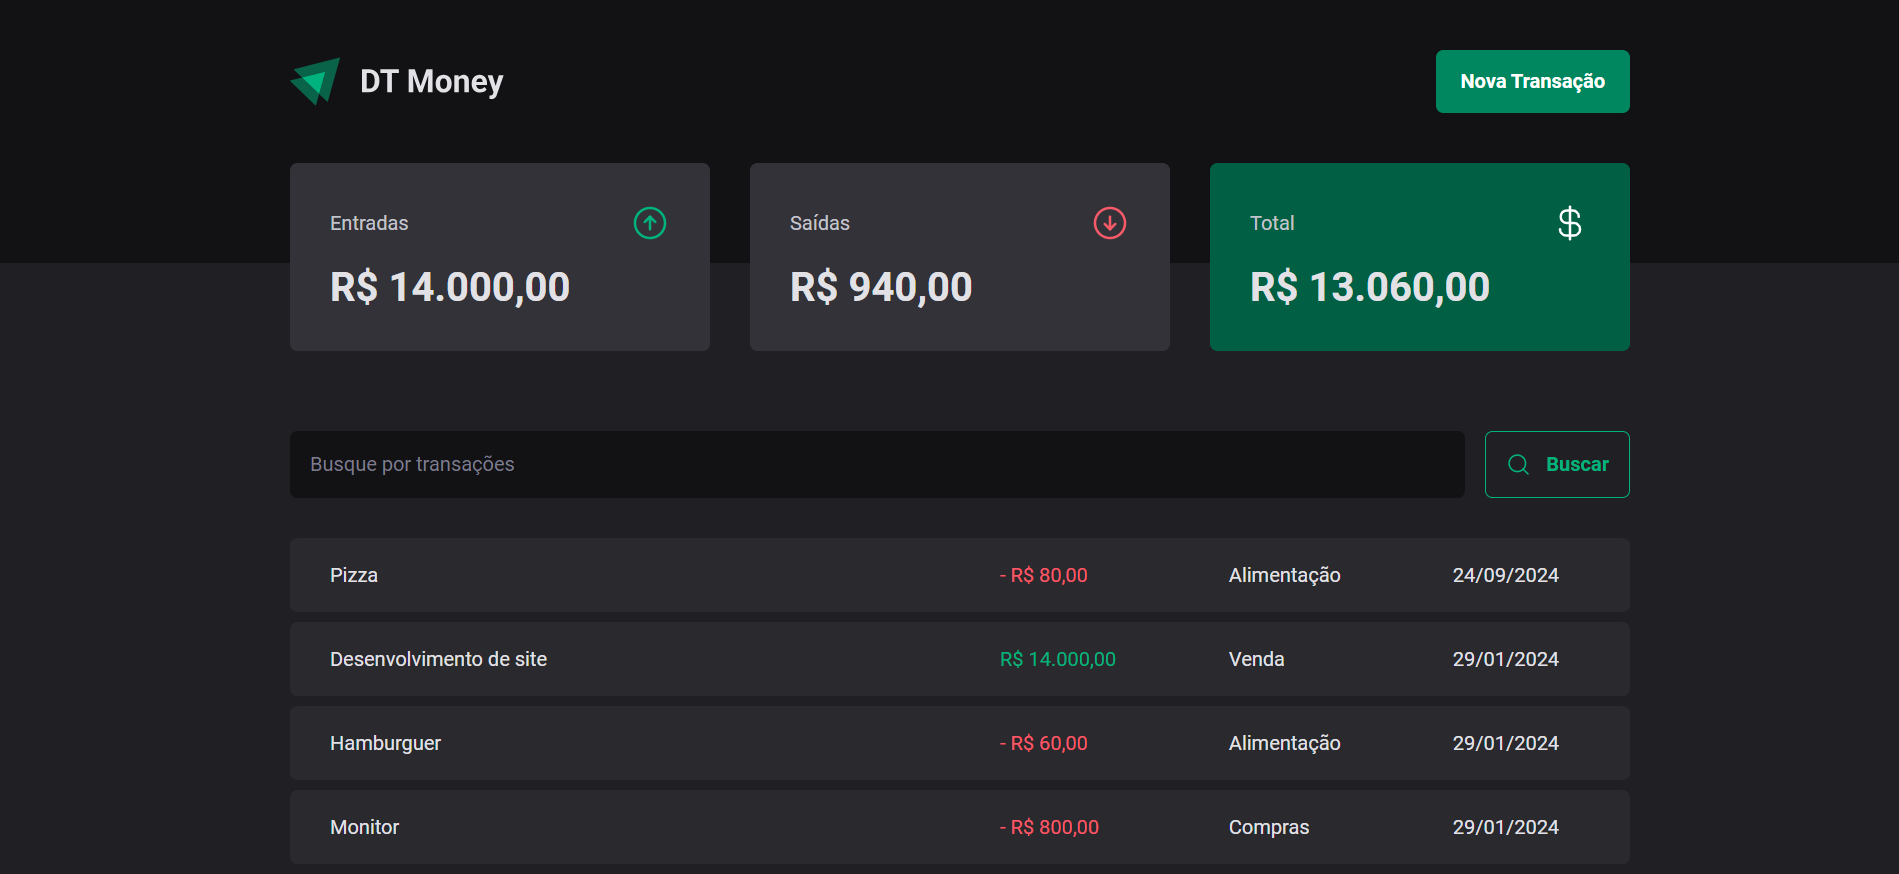 DT Money
Nova Transação
Entradas
R$ 14.000,00
Saídas
R$ 940,00
Total
R$ 13.060,00
Busque por transações
Buscar
Pizza - R$ 80,00 Alimentação 24/09/2024
Desenvolvimento de site R$ 14.000,00 Venda 29/01/2024
Hamburguer - R$ 60,00 Alimentação 29/01/2024
Monitor - R$ 800,00 Compras 29/01/2024